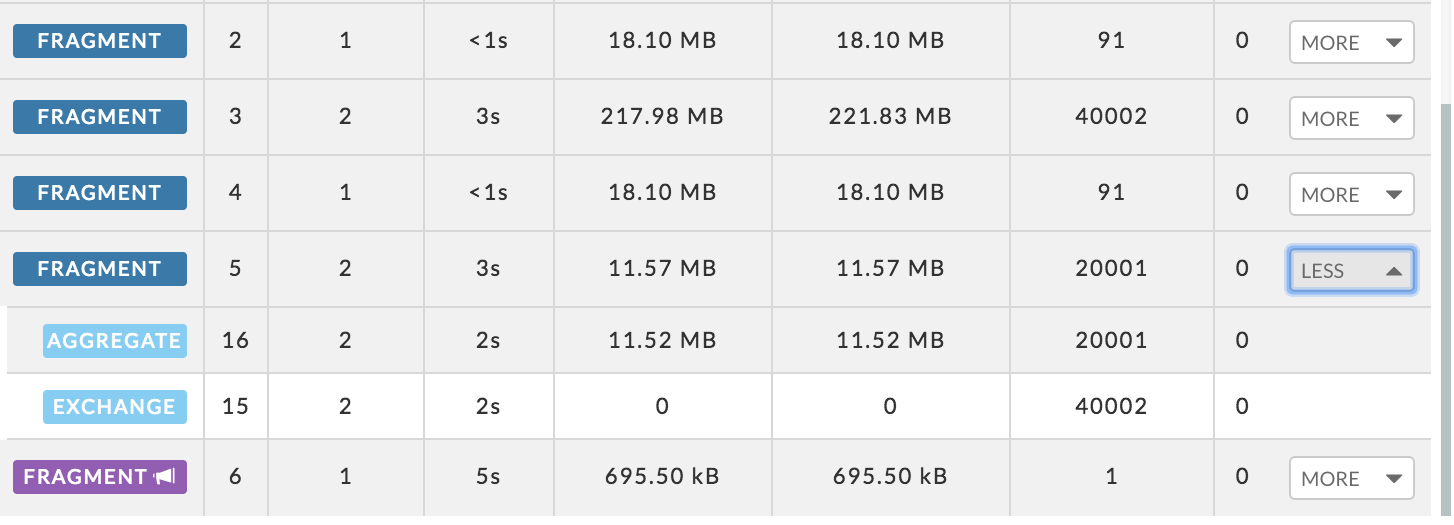 FRAGMENT 2 1 <1s 18.10 MB 18.10 MB 91 0 MORE
FRAGMENT 3 2 3s 217.98 MB 221.83 MB 40002 0 MORE
FRAGMENT 4 1 <1s 18.10 MB 18.10 MB 91 0 MORE
FRAGMENT 5 2 3s 11.57 MB 11.57 MB 20001 0 LESS
AGGREGATE 16 2 2s 11.52 MB 11.52 MB 20001 0
EXCHANGE 15 2 2s 0 0 40002 0
FRAGMENT 6 1 5s 695.50 kB 695.50 kB 1 0 MORE